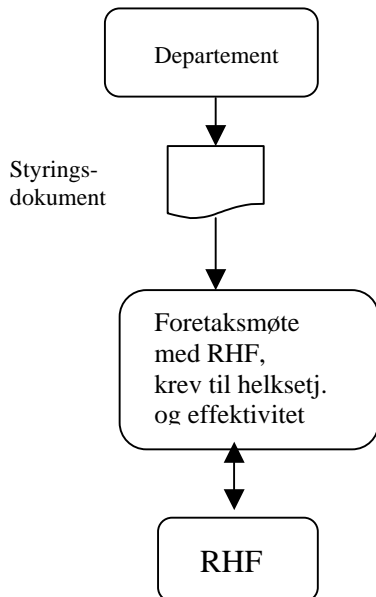 Departement
Styrings-
dokument
Foretaksmøte
med RHF,
krev til helksetj.
og effektivitet
RHF